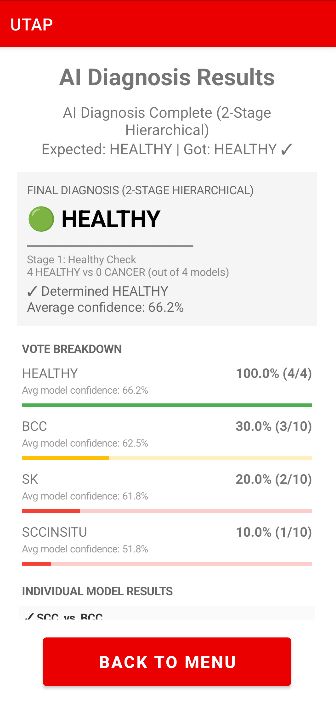 UTAP
AI Diagnosis Results
AI Diagnosis Complete (2-Stage
Hierarchical)
Expected: HEALTHY | Got: HEALTHY ✓
FINAL DIAGNOSIS (2-STAGE HIERARCHICAL)
🟢 HEALTHY
Stage 1: Healthy Check
4 HEALTHY vs 0 CANCER (out of 4 models)
✓ Determined HEALTHY
Average confidence: 66.2%
VOTE BREAKDOWN
HEALTHY 100.0% (4/4)
Avg model confidence: 66.2%
BCC 30.0% (3/10)
Avg model confidence: 62.5%
SK 20.0% (2/10)
Avg model confidence: 61.8%
SCCINSITU 10.0% (1/10)
Avg model confidence: 51.8%
INDIVIDUAL MODEL RESULTS
✓ SCC vs BCC
BACK TO MENU